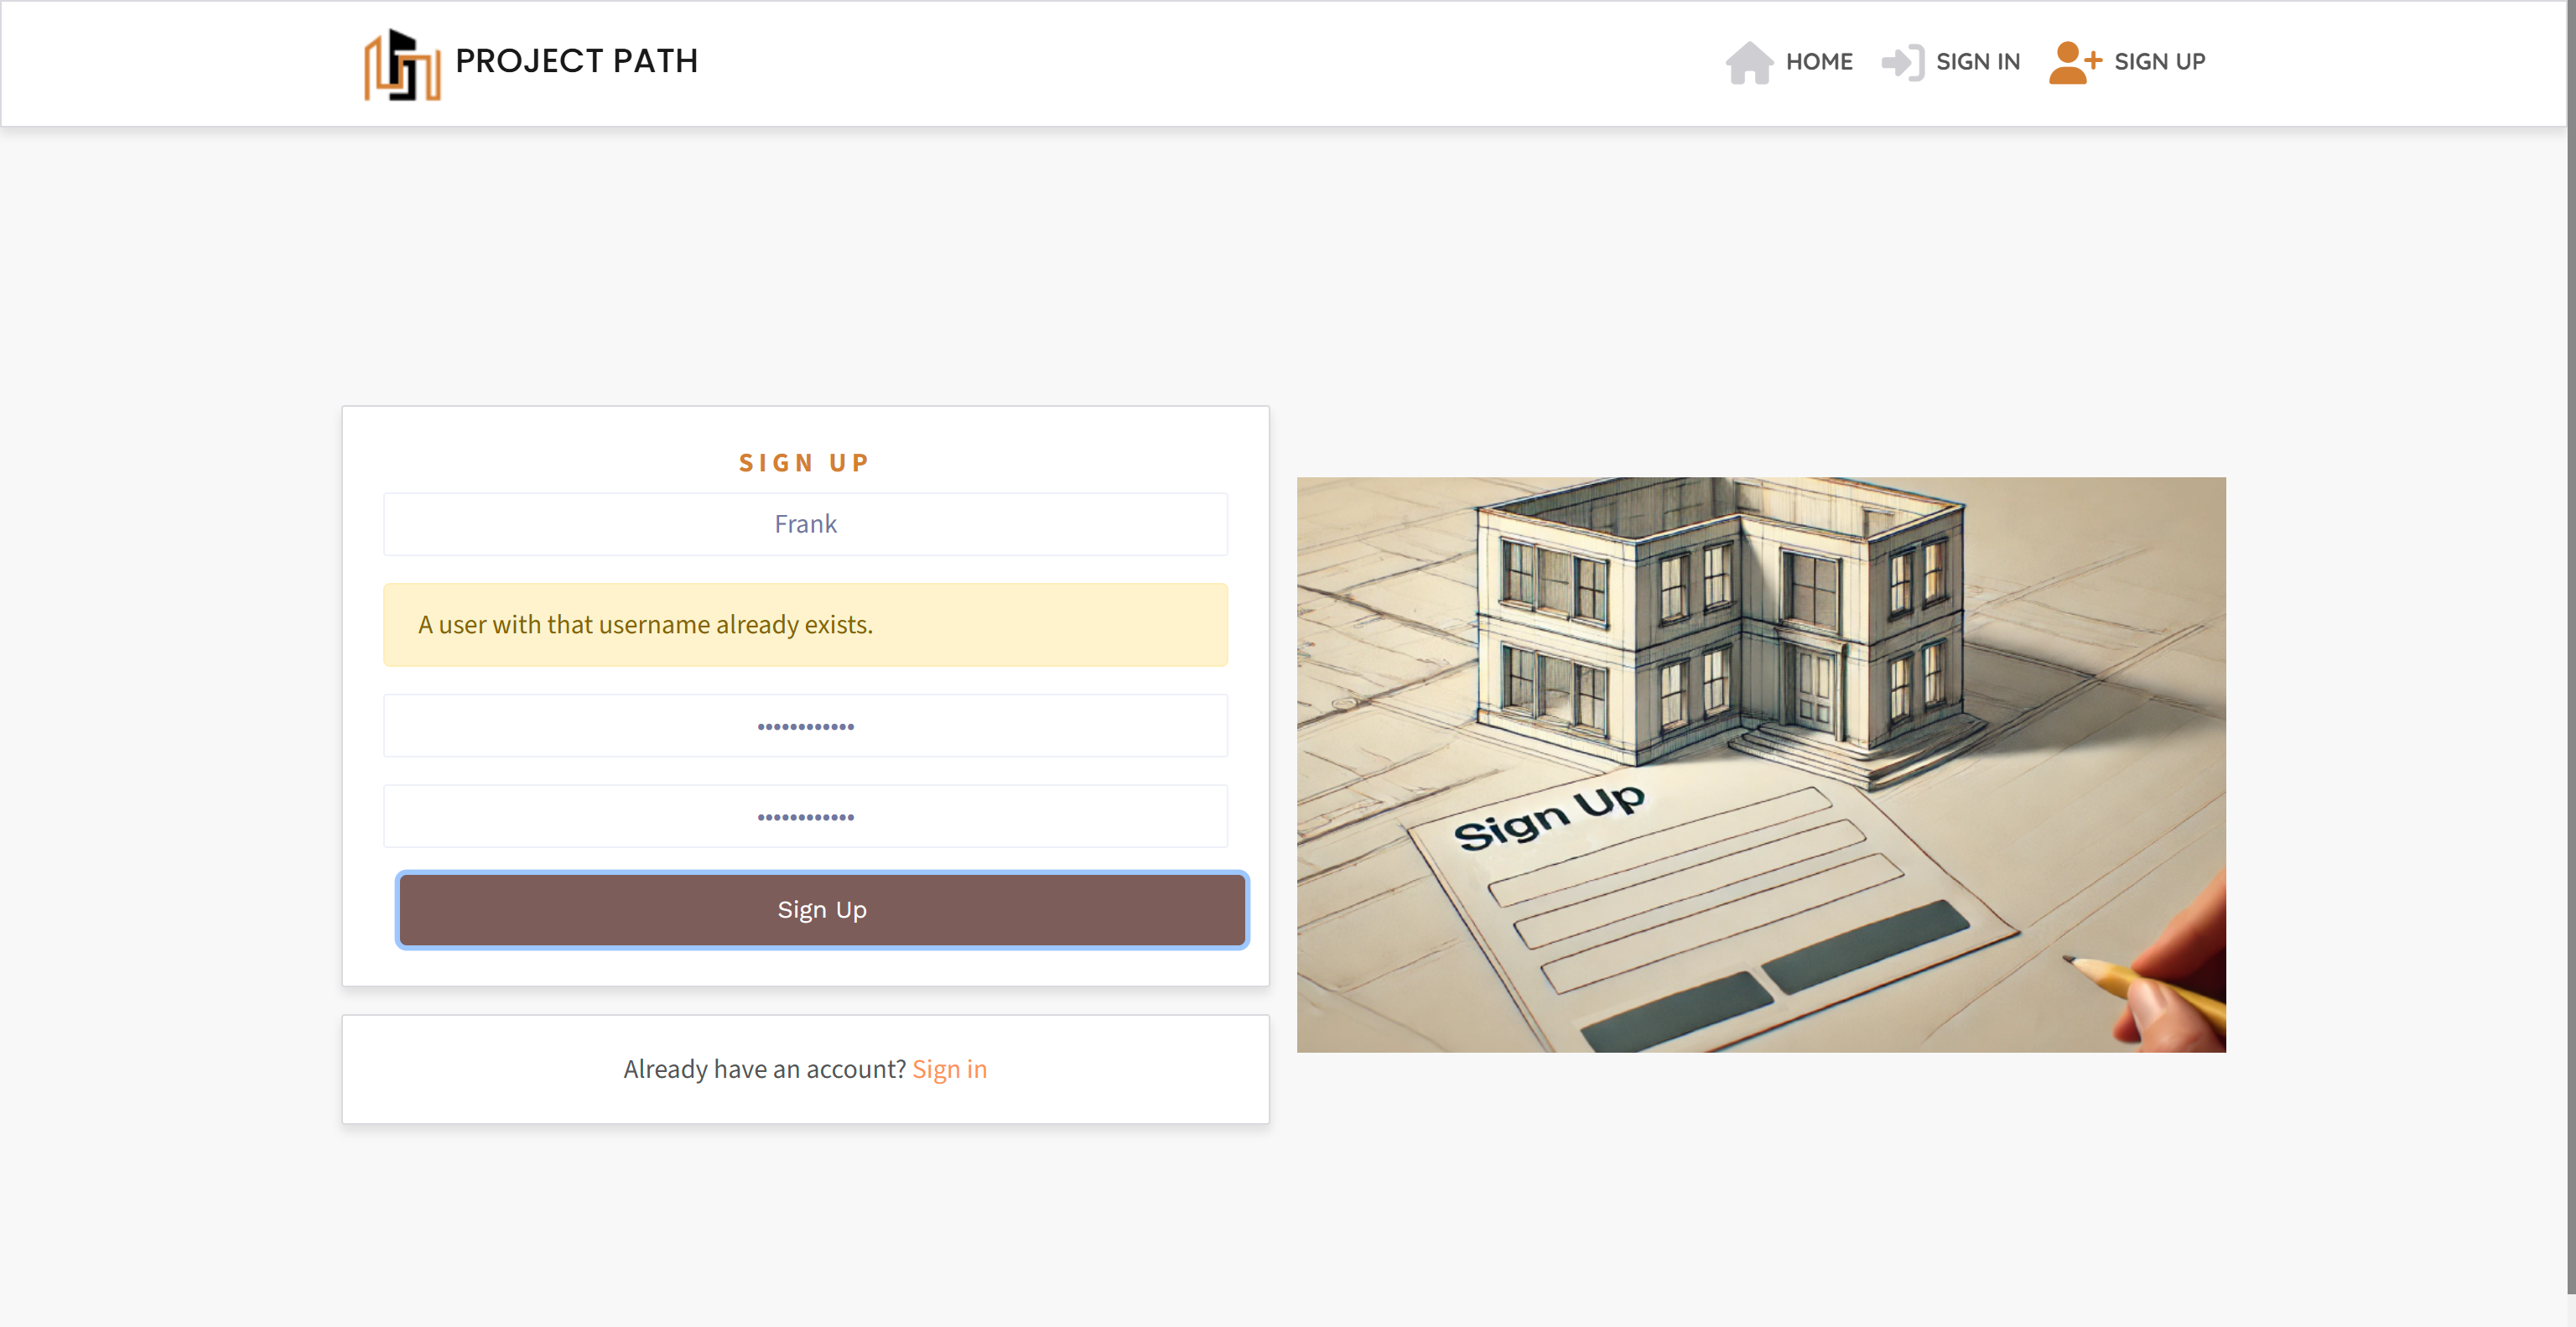 PROJECT PATH
HOME
SIGN IN
SIGN UP
SIGN UP
Frank
A user with that username already exists.
••••••••••••
••••••••••••
Sign Up
Already have an account? Sign in
Sign Up